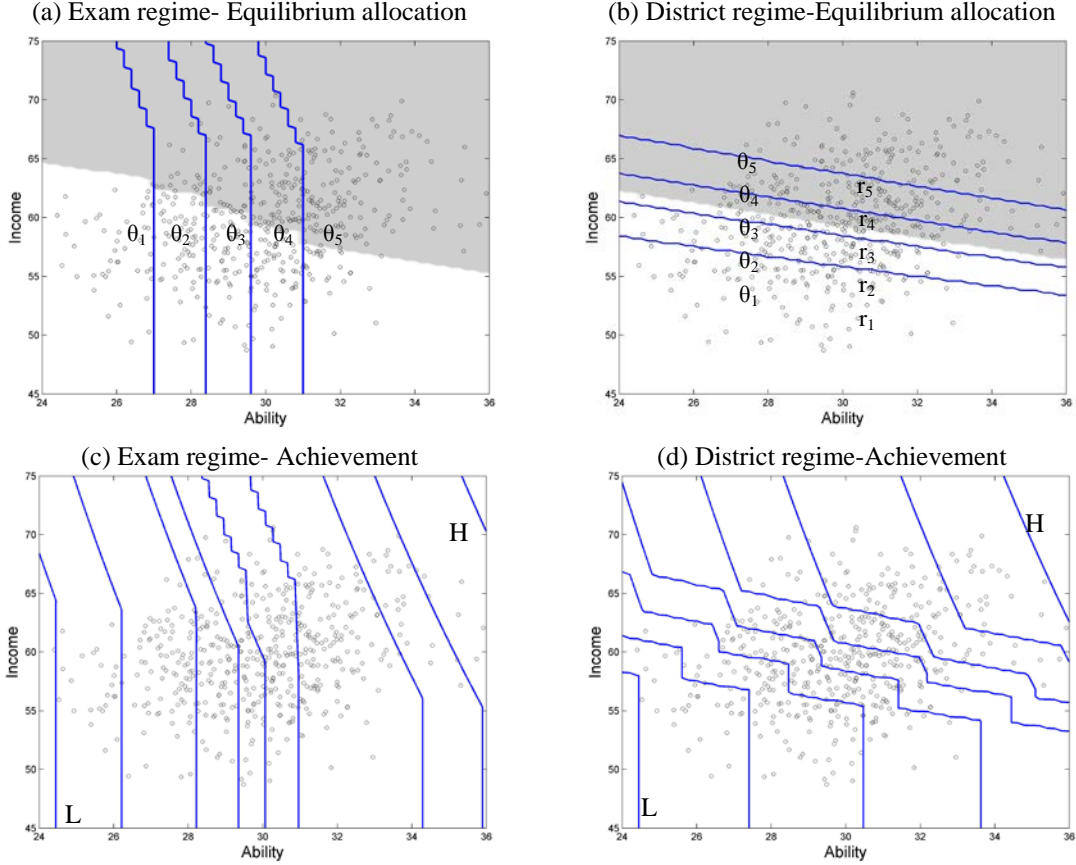 (a) Exam regime- Equilibrium allocation
75
70
65
60
55
50
45
Income
θ1 θ2 θ3 θ4 θ5
24 26 28 30 32 34 36
Ability
(b) District regime-Equilibrium allocation
75
70
65
60
55
50
45
Income
θ5
r5
θ4
r4
θ3
r3
θ2
r2
θ1
r1
24 26 28 30 32 34 36
Ability
(c) Exam regime- Achievement
75
70
65
60
55
50
45
Income
H
L
24 26 28 30 32 34 36
Ability
(d) District regime-Achievement
75
70
65
60
55
50
45
Income
H
L
24 26 28 30 32 34 36
Ability